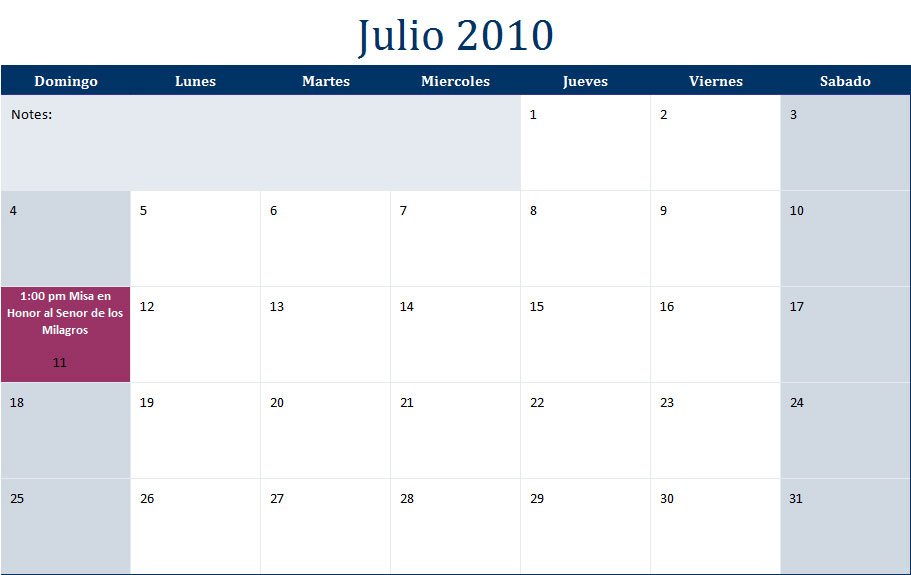 Julio 2010
Domingo Lunes Martes Miercoles Jueves Viernes Sabado
Notes: 1 2 3
4 5 6 7 8 9 10
1:00 pm Misa en
Honor al Senor de los
Milagros
11 12 13 14 15 16 17
18 19 20 21 22 23 24
25 26 27 28 29 30 31